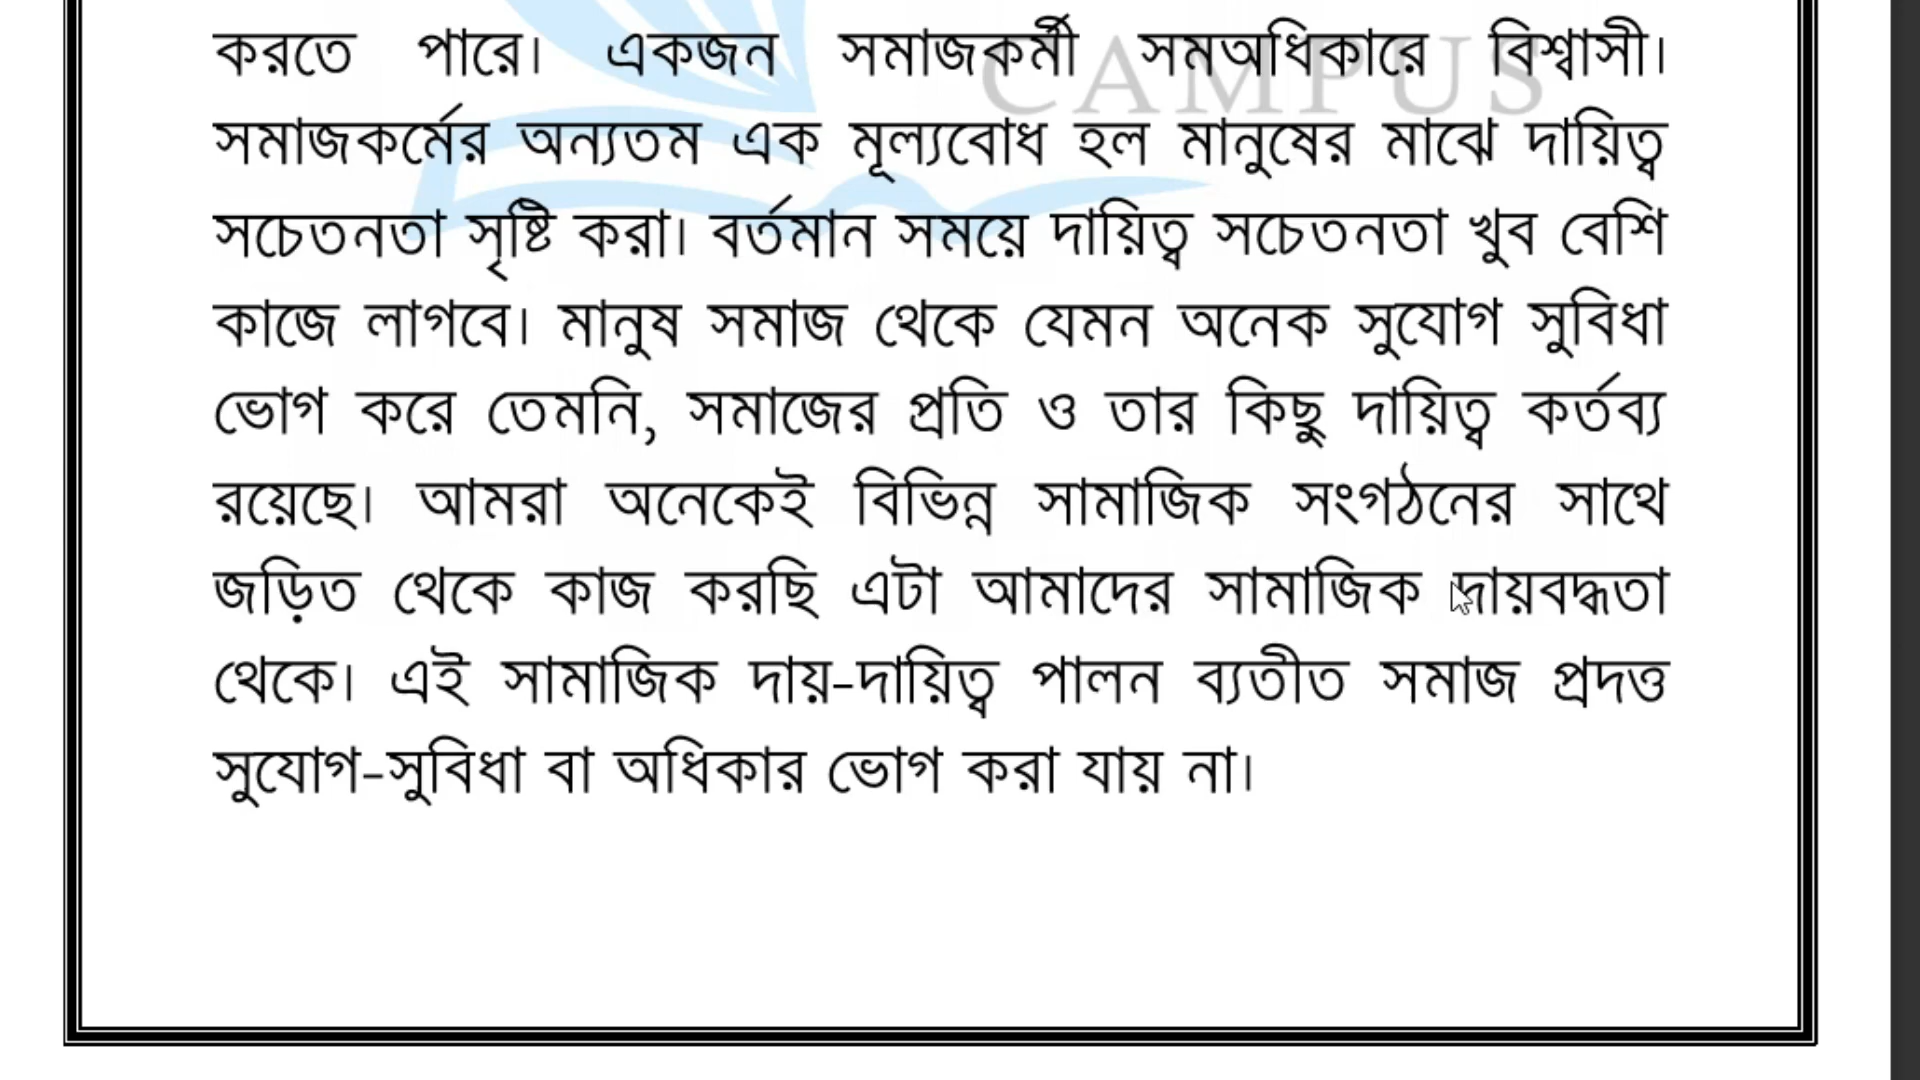 করতে পারে। একজন সমাজকর্মী সমঅধিকারে বিশ্বাসী।
CAMPUS
সমাজকর্মের অন্যতম এক মূল্যবোধ হল মানুষের মাঝে দায়িত্ব
সচেতনতা সৃষ্টি করা। বর্তমান সময়ে দায়িত্ব সচেতনতা খুব বেশি
কাজে লাগবে। মানুষ সমাজ থেকে যেমন অনেক সুযোগ সুবিধা
ভোগ করে তেমনি, সমাজের প্রতি ও তার কিছু দায়িত্ব কর্তব্য
রয়েছে। আমরা অনেকেই বিভিন্ন সামাজিক সংগঠনের সাথে
জড়িত থেকে কাজ করছি এটা আমাদের সামাজিক দায়বদ্ধতা
থেকে। এই সামাজিক দায়-দায়িত্ব পালন ব্যতীত সমাজ প্রদত্ত
সুযোগ-সুবিধা বা অধিকার ভোগ করা যায় না।